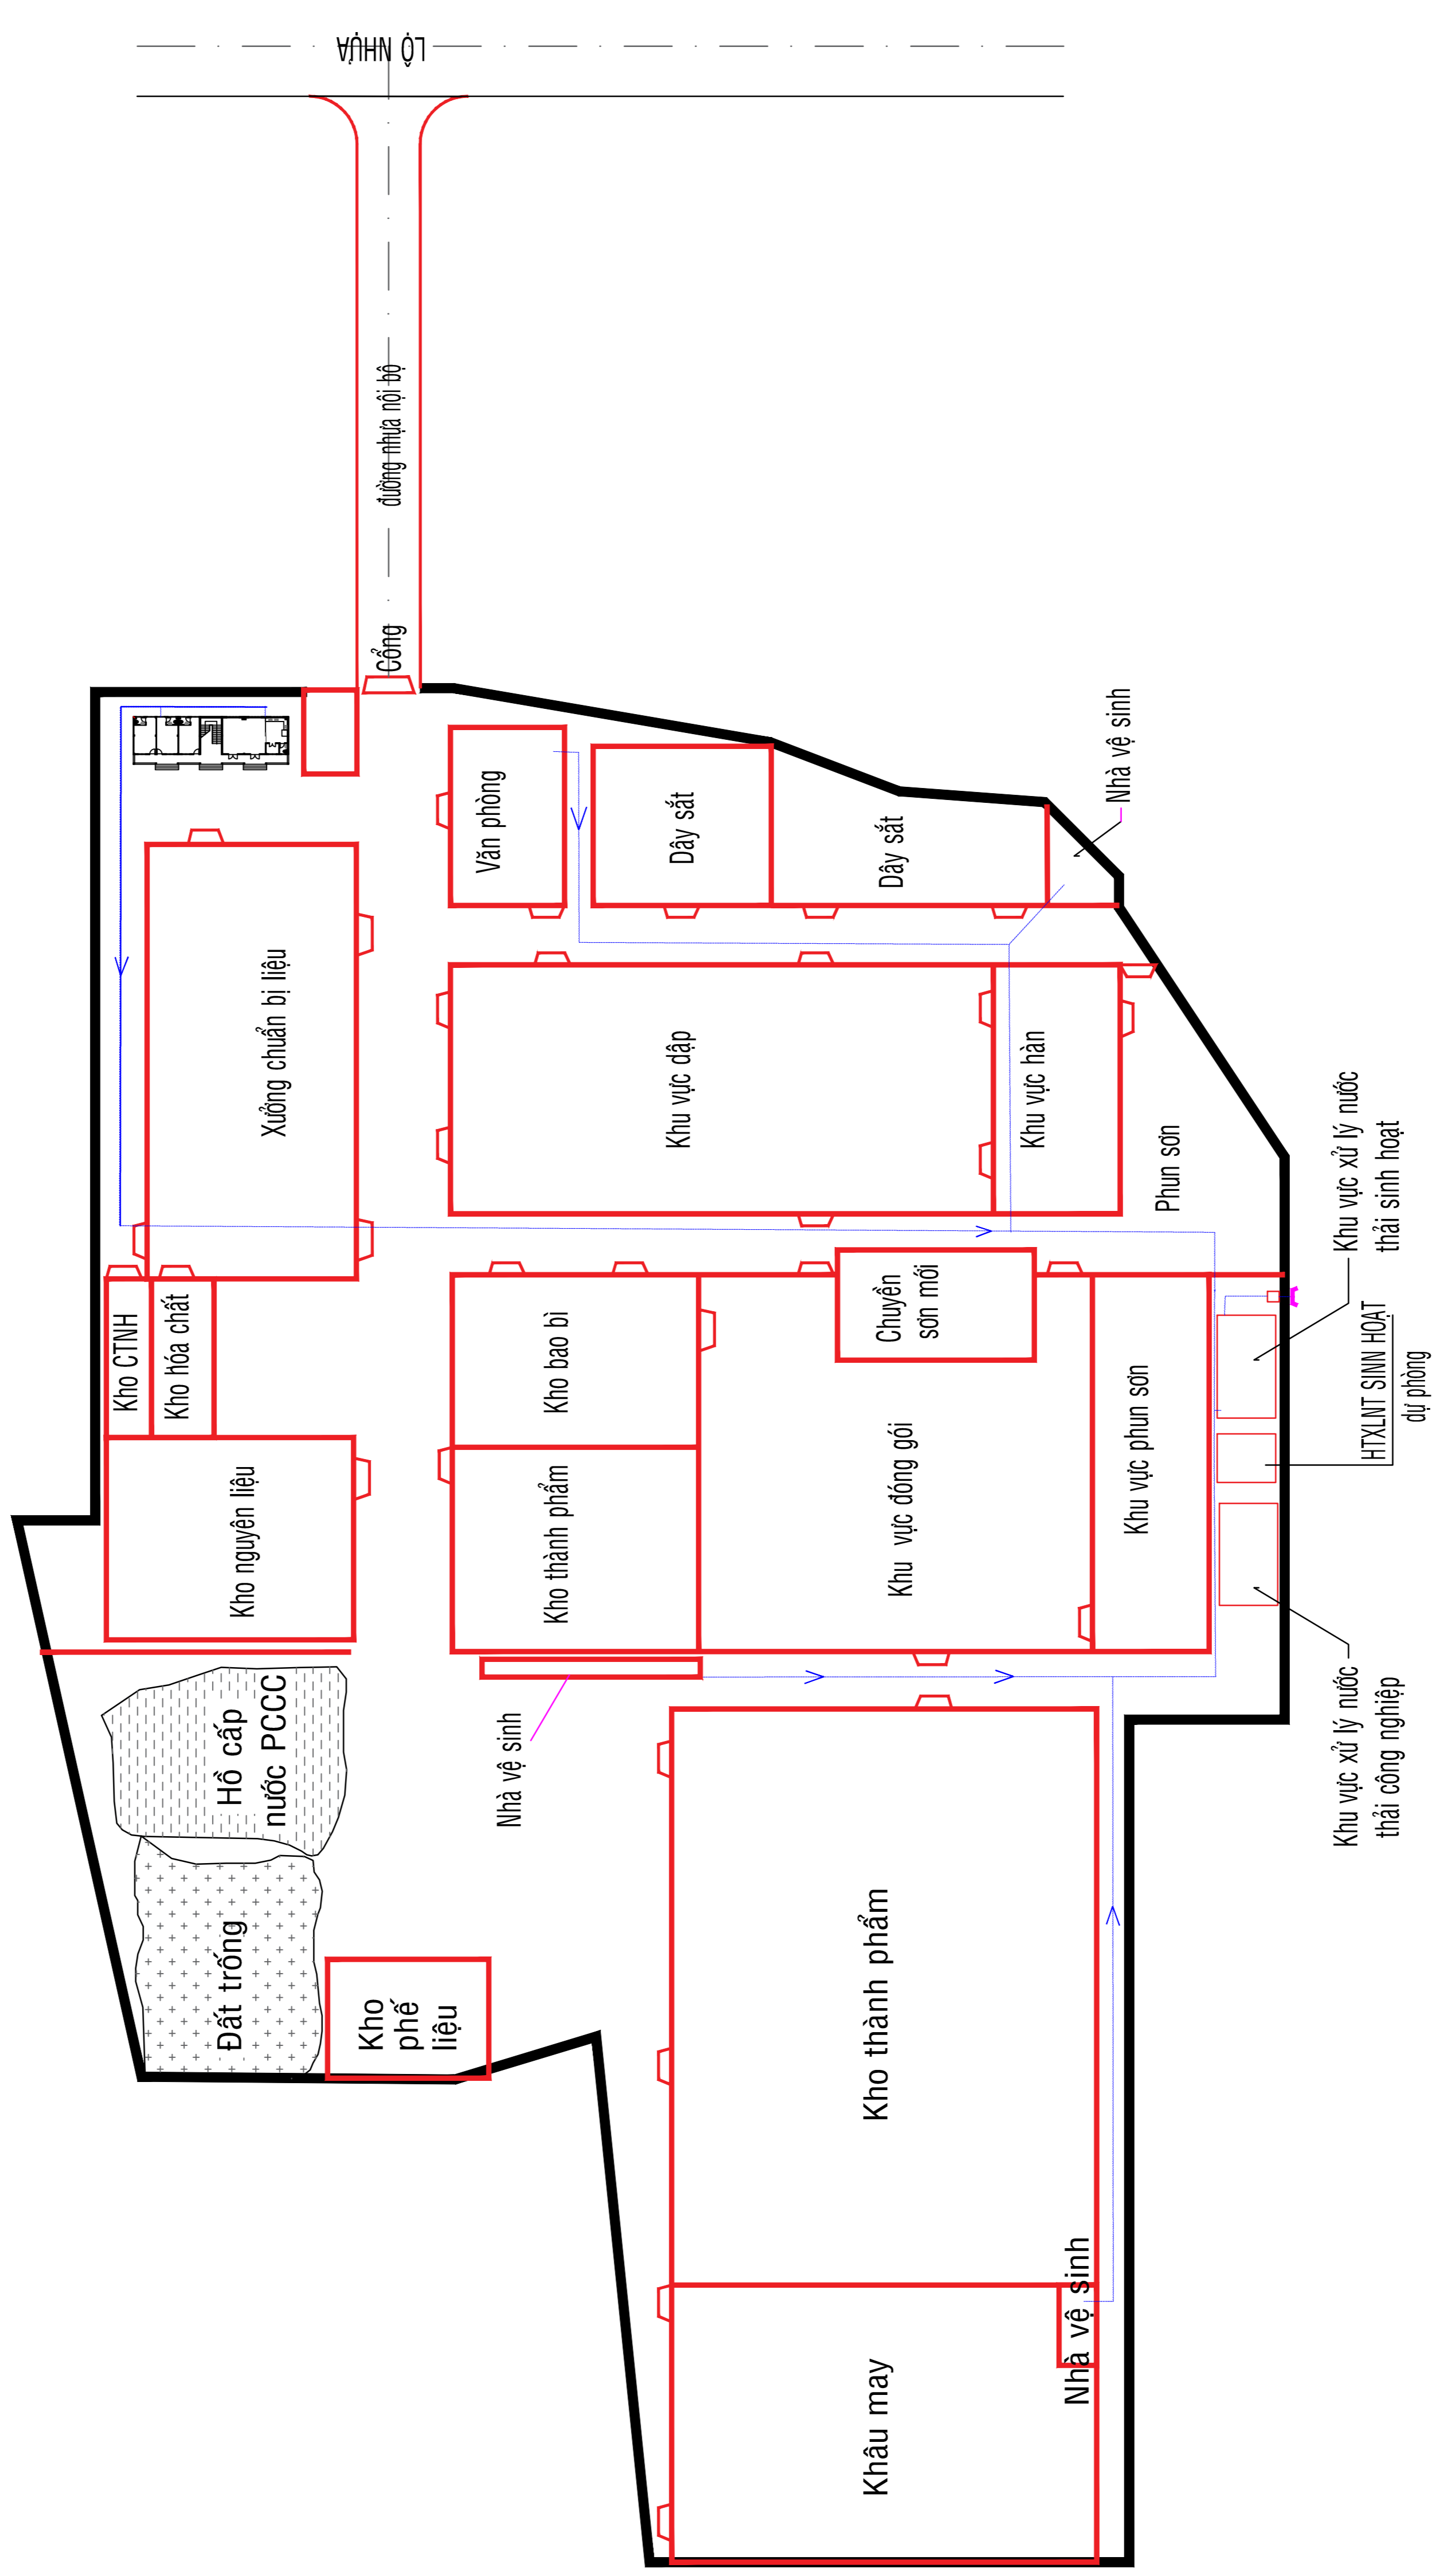 LỘ NHỰA
đường nhựa nội bộ
Cổng
Nhà vệ sinh
Văn phòng
Dây sắt
Dây sắt
Xưởng chuẩn bị liệu
Khu vực dập
Khu vực hàn
Phun sơn
Khu vực xử lý nước
thải sinh hoạt
Kho CTNH
Kho hóa chất
Kho bao bì
Chuyền
sơn mới
HTXLNT SINH HOẠT
dự phòng
Kho nguyên liệu
Kho thành phẩm
Khu vực đóng gói
Khu vực phun sơn
Hồ cấp
nước PCCC
Nhà vệ sinh
Khu vực xử lý nước
thải công nghiệp
Đất trống
Kho
phế
liệu
Kho thành phẩm
Nhà vệ sinh
Khâu may